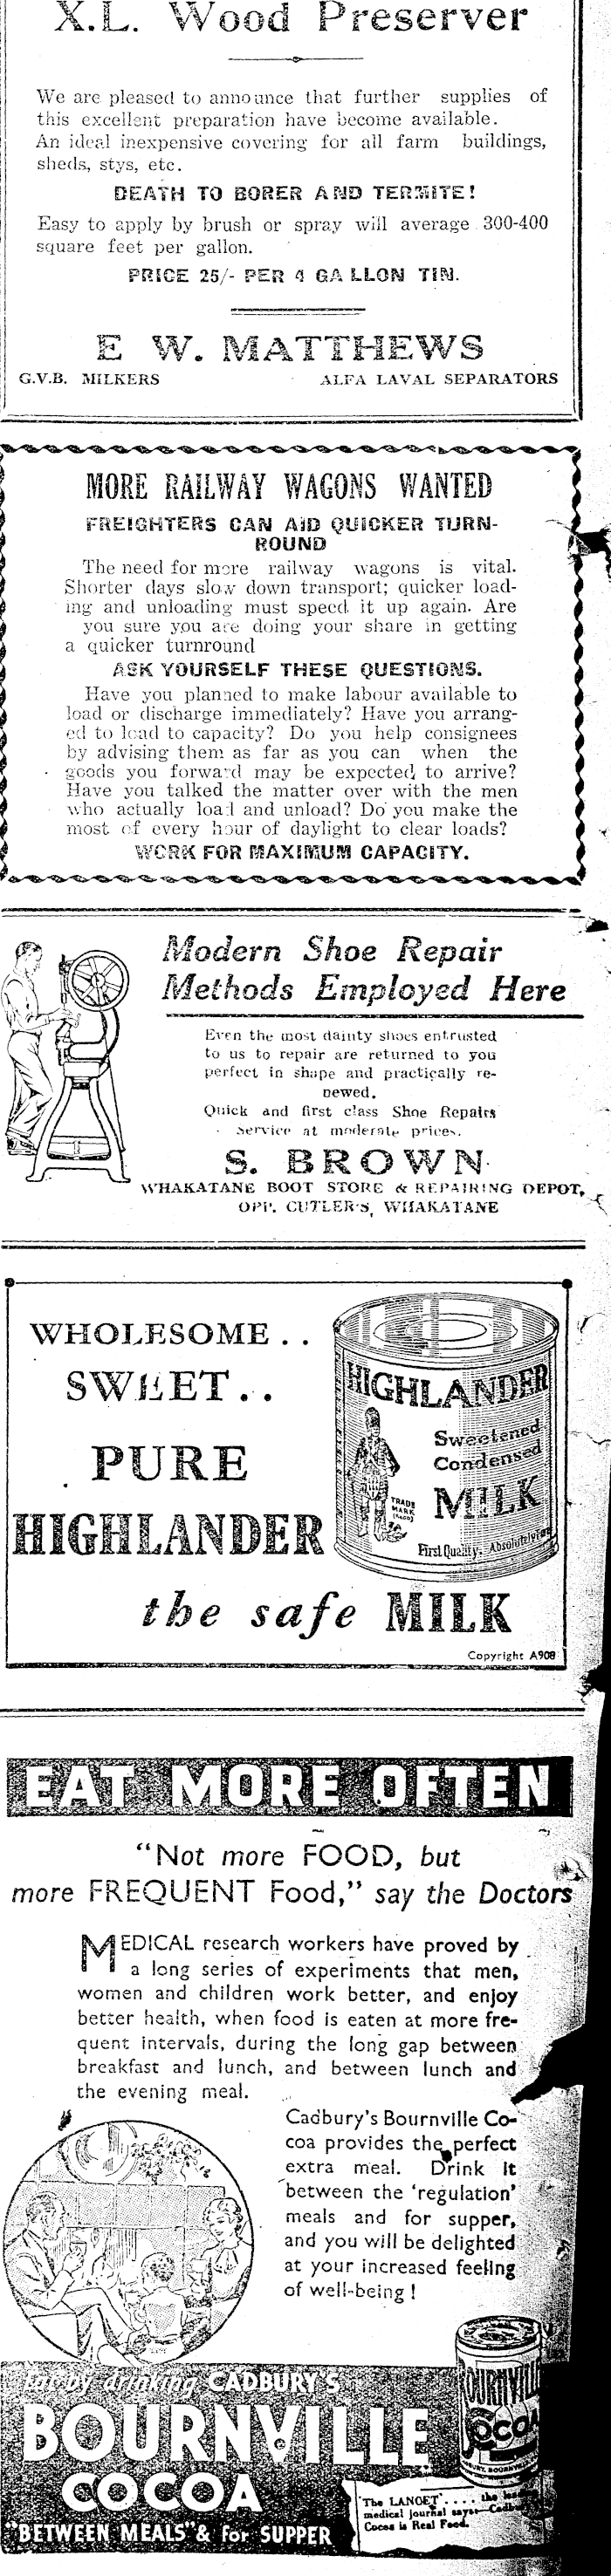 X.L. Wood Preserver
We are pleased to announce that further supplies of
this excellent preparation have become available.
An ideal inexpensive covering for all farm buildings,
sheds, stys, etc.
DEATH TO BORER AND TERMITE!
Easy to apply by brush or spray will average 300-400
square feet per gallon.
PRICE 25/- PER 4 GALLON TIN.
E W. MATTHEWS
G.V.B. MILKERS ALFA LAVAL SEPARATORS
MORE RAILWAY WAGONS WANTED
FREIGHTERS CAN AID QUICKER TURN-
ROUND
The need for more railway wagons is vital.
Shorter days slow down transport; quicker load-
ing and unloading must speed it up again. Are
you sure you are doing your share in getting
a quicker turnround
ASK YOURSELF THESE QUESTIONS.
Have you planned to make labour available to
load or discharge immediately? Have you arrang-
ed to load to capacity? Do you help consignees
by advising them as far as you can when the
goods you forward may be expected to arrive?
Have you talked the matter over with the men
who actually load and unload? Do you make the
most of every hour of daylight to clear loads?
WORK FOR MAXIMUM CAPACITY.
Modern Shoe Repair
Methods Employed Here
Even the most dainty shoes entrusted
to us to repair are returned to you
perfect in shape and practically re-
newed.
Quick and first class Shoe Repairs
Service at moderate prices.
S. BROWN
WHAKATANE BOOT STORE & REPAIRING DEPOT,
OPP. CUTLER'S, WHAKATANE
WHOLESOME . .
SWEET . .
PURE
HIGHLANDER
the safe MILK
HIGHLANDER
Sweetened
Condensed
MILK
TRADE
MARK
First Quality. Absolutely
Copyright A908
EAT MORE OFTEN
"Not more FOOD, but
more FREQUENT Food," say the Doctors
MEDICAL research workers have proved by
a long series of experiments that men,
women and children work better, and enjoy
better health, when food is eaten at more fre-
quent intervals, during the long gap between
breakfast and lunch, and between lunch and
the evening meal.
Cadbury's Bournville Co-
coa provides the perfect
extra meal. Drink it
between the 'regulation'
meals and for supper,
and you will be delighted
at your increased feeling
of well-being !
by drinking CADBURY'S
BOURNVILLE
COCOA
"BETWEEN MEALS" & for SUPPER
BOURNVILLE
COCOA
"The LANCET" . . . . the
medical journal says:
Cocoa is Real Food.